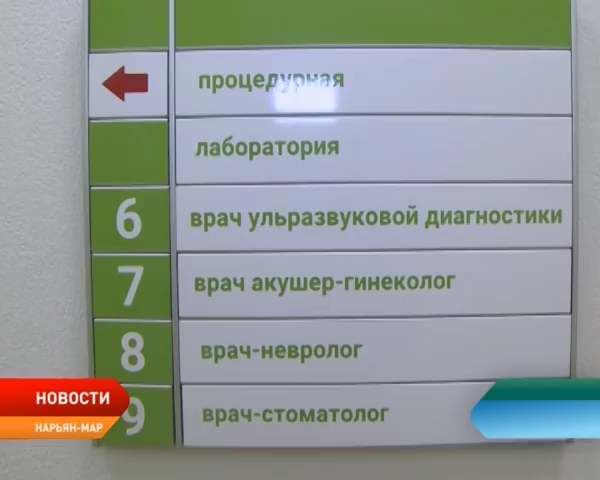 процедурная
лаборатория
6 врач ульразвуковой диагностики
7 врач акушер-гинеколог
8 врач-невролог
9 врач-стоматолог
НОВОСТИ
НАРЬЯН-МАР